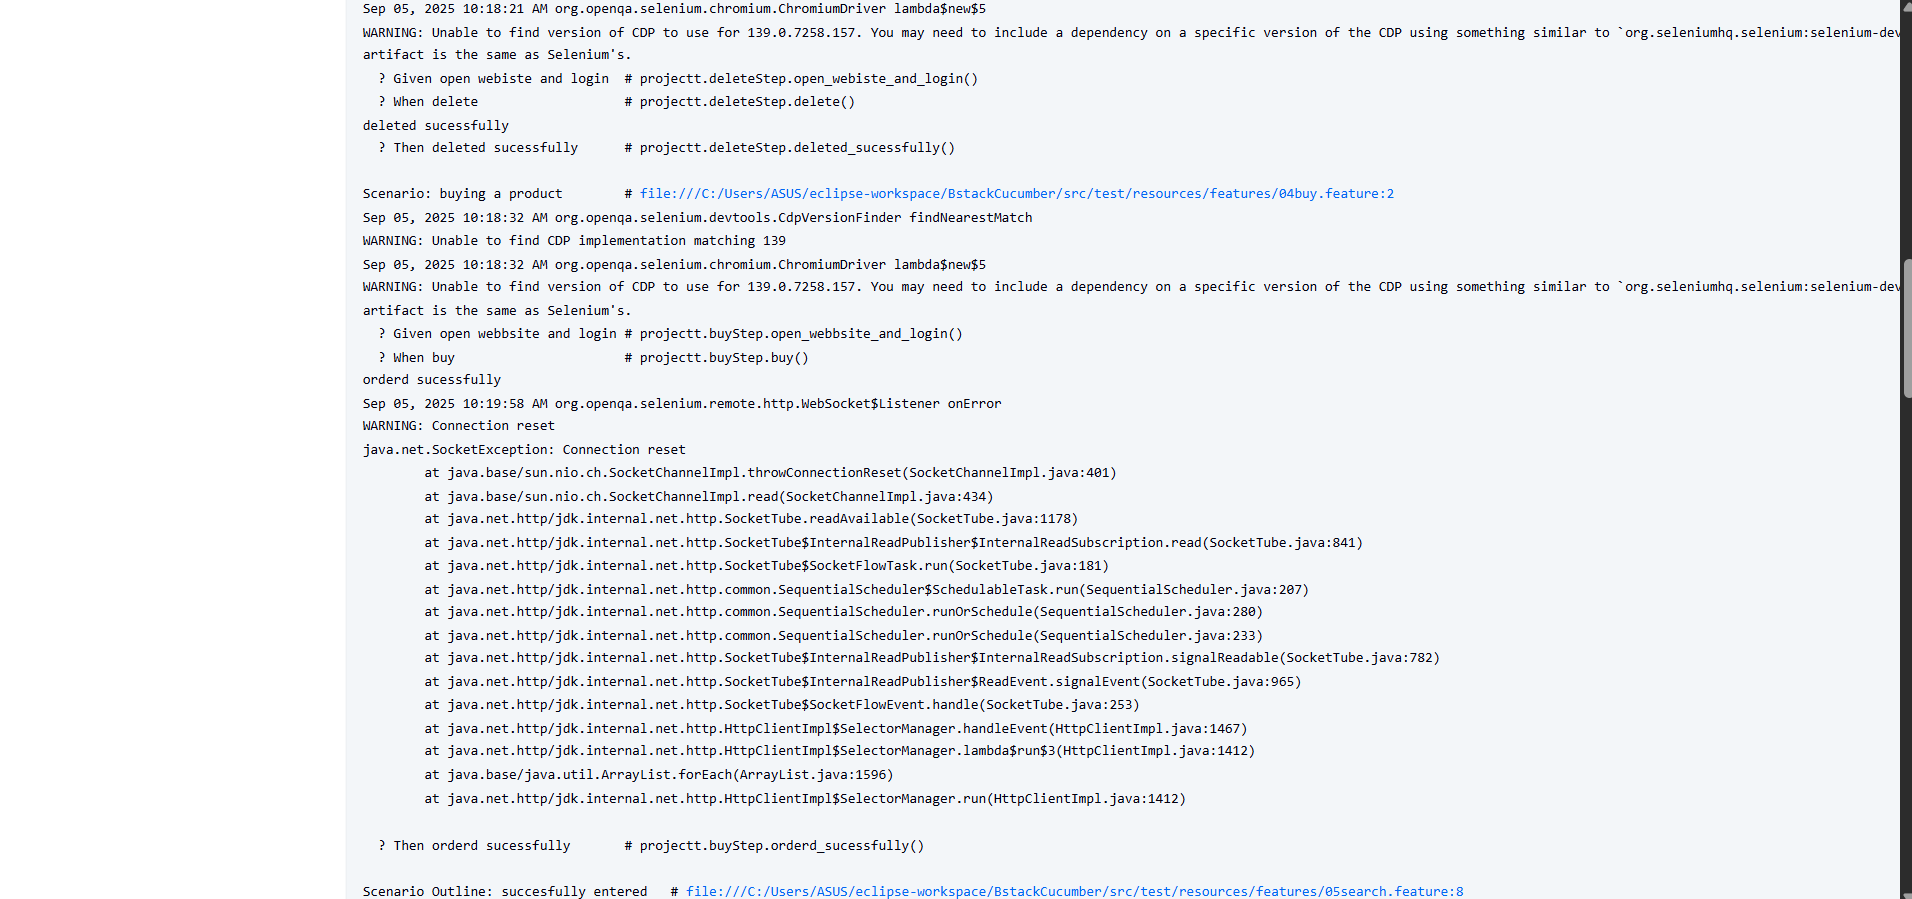 Sep 05, 2025 10:18:21 AM org.openqa.selenium.chromium.ChromiumDriver lambda$new$5
WARNING: Unable to find version of CDP to use for 139.0.7258.157. You may need to include a dependency on a specific version of the CDP using something similar to `org.seleniumhq.selenium:selenium-dev
artifact is the same as Selenium's.
  ? Given open webiste and login  # projectt.deleteStep.open_webiste_and_login()
  ? When delete                   # projectt.deleteStep.delete()
deleted sucessfully
  ? Then deleted sucessfully      # projectt.deleteStep.deleted_sucessfully()

Scenario: buying a product        # file:///C:/Users/ASUS/eclipse-workspace/BstackCucumber/src/test/resources/features/04buy.feature:2
Sep 05, 2025 10:18:32 AM org.openqa.selenium.devtools.CdpVersionFinder findNearestMatch
WARNING: Unable to find CDP implementation matching 139
Sep 05, 2025 10:18:32 AM org.openqa.selenium.chromium.ChromiumDriver lambda$new$5
WARNING: Unable to find version of CDP to use for 139.0.7258.157. You may need to include a dependency on a specific version of the CDP using something similar to `org.seleniumhq.selenium:selenium-dev
artifact is the same as Selenium's.
  ? Given open webbsite and login # projectt.buyStep.open_webbsite_and_login()
  ? When buy                      # projectt.buyStep.buy()
orderd sucessfully
Sep 05, 2025 10:19:58 AM org.openqa.selenium.remote.http.WebSocket$Listener onError
WARNING: Connection reset
java.net.SocketException: Connection reset
        at java.base/sun.nio.ch.SocketChannelImpl.throwConnectionReset(SocketChannelImpl.java:401)
        at java.base/sun.nio.ch.SocketChannelImpl.read(SocketChannelImpl.java:434)
        at java.net.http/jdk.internal.net.http.SocketTube.readAvailable(SocketTube.java:1178)
        at java.net.http/jdk.internal.net.http.SocketTube$InternalReadPublisher$InternalReadSubscription.read(SocketTube.java:841)
        at java.net.http/jdk.internal.net.http.SocketTube$SocketFlowTask.run(SocketTube.java:181)
        at java.net.http/jdk.internal.net.http.common.SequentialScheduler$SchedulableTask.run(SequentialScheduler.java:207)
        at java.net.http/jdk.internal.net.http.common.SequentialScheduler.runOrSchedule(SequentialScheduler.java:280)
        at java.net.http/jdk.internal.net.http.common.SequentialScheduler.runOrSchedule(SequentialScheduler.java:233)
        at java.net.http/jdk.internal.net.http.SocketTube$InternalReadPublisher$InternalReadSubscription.signalReadable(SocketTube.java:782)
        at java.net.http/jdk.internal.net.http.SocketTube$InternalReadPublisher$ReadEvent.signalEvent(SocketTube.java:965)
        at java.net.http/jdk.internal.net.http.SocketTube$SocketFlowEvent.handle(SocketTube.java:253)
        at java.net.http/jdk.internal.net.http.HttpClientImpl$SelectorManager.handleEvent(HttpClientImpl.java:1467)
        at java.net.http/jdk.internal.net.http.HttpClientImpl$SelectorManager.lambda$run$3(HttpClientImpl.java:1412)
        at java.base/java.util.ArrayList.forEach(ArrayList.java:1596)
        at java.net.http/jdk.internal.net.http.HttpClientImpl$SelectorManager.run(HttpClientImpl.java:1412)

  ? Then orderd sucessfully       # projectt.buyStep.orderd_sucessfully()

Scenario Outline: succesfully entered   # file:///C:/Users/ASUS/eclipse-workspace/BstackCucumber/src/test/resources/features/05search.feature:8